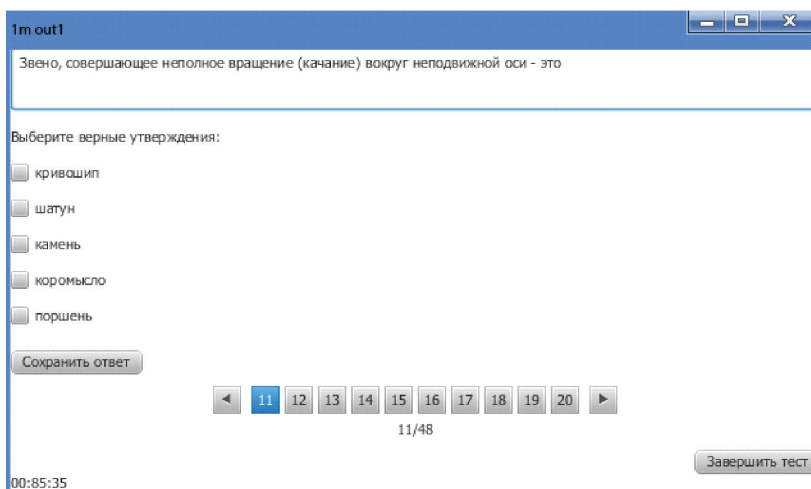 1m out1
Звено, совершающее неполное вращение (качание) вокруг неподвижной оси - это
Выберите верные утверждения:
кривошип
шатун
камень
коромысло
поршень
Сохранить ответ
11 12 13 14 15 16 17 18 19 20
11/48
Завершить тест
00:85:35